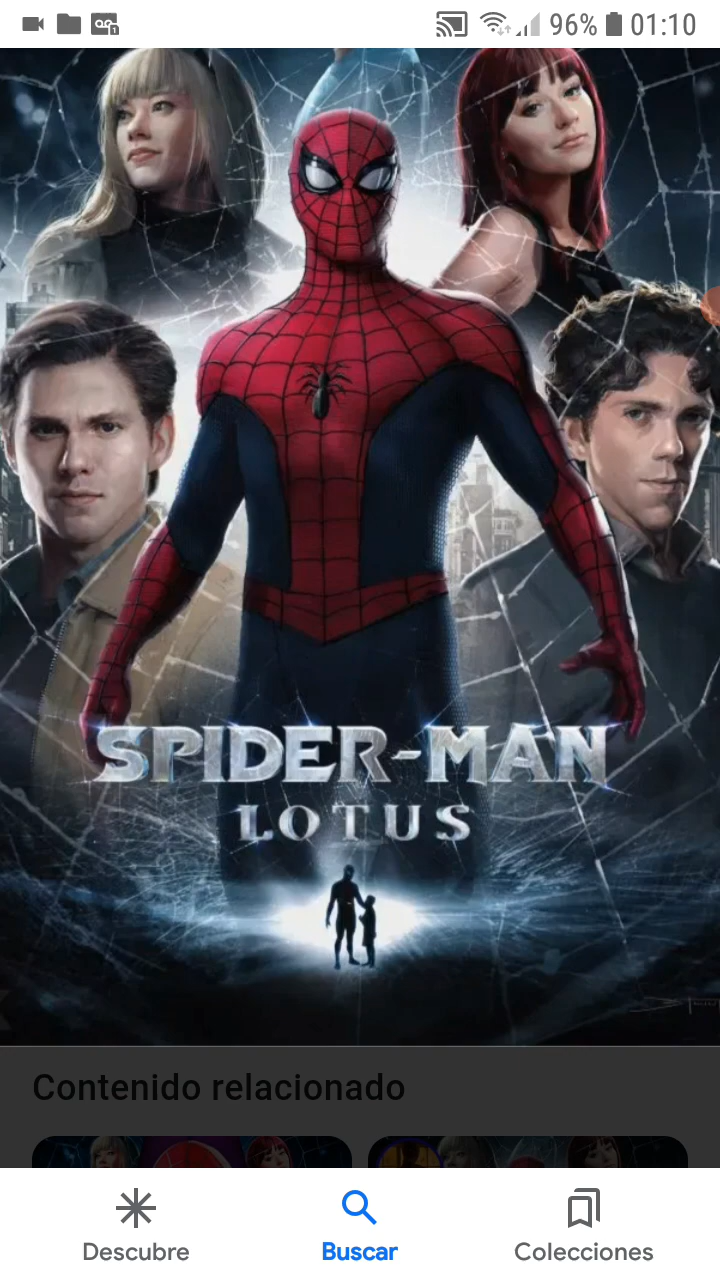 96% 01:10
SPIDER-MAN
LOTUS
Contenido relacionado
Descubre Buscar Colecciones